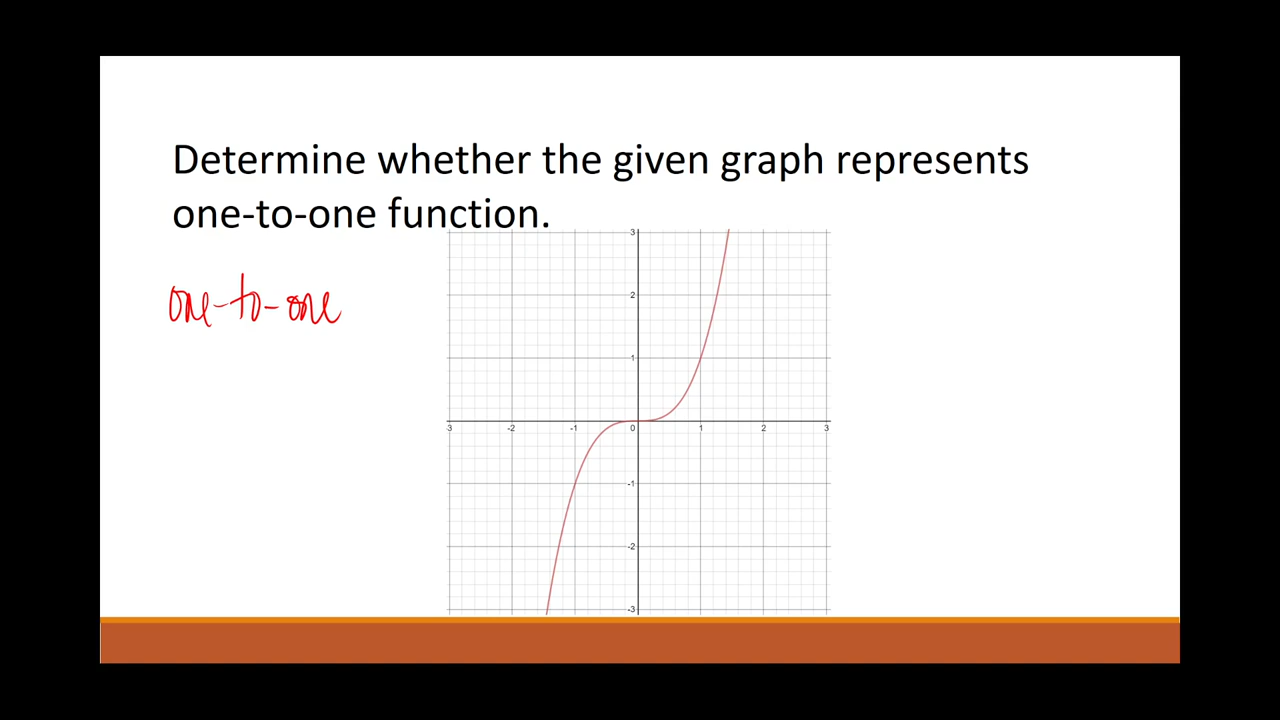 Determine whether the given graph represents
one-to-one function.
one-to-one
3
2
1
3 -2 -1 0 1 2 3
-1
-2
-3